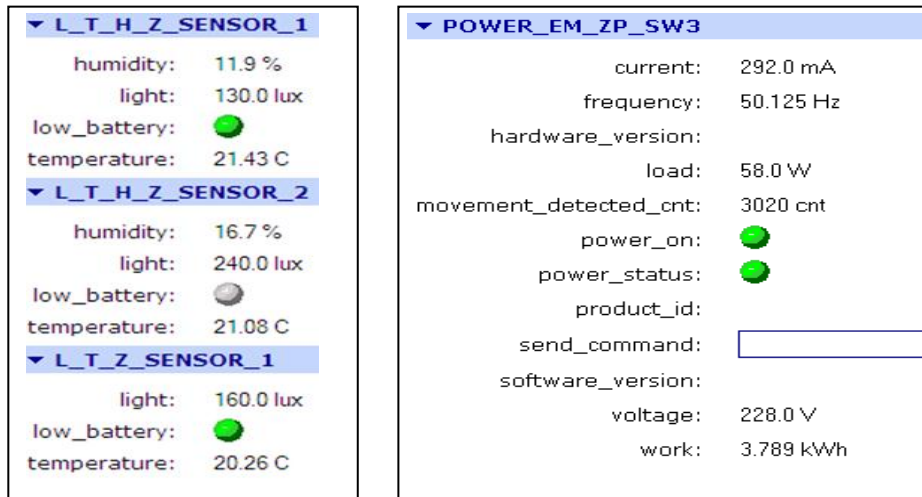 L_T_H_Z_SENSOR_1
humidity: 11.9 %
light: 130.0 lux
low_battery:
temperature: 21.43 C
L_T_H_Z_SENSOR_2
humidity: 16.7 %
light: 240.0 lux
low_battery:
temperature: 21.08 C
L_T_Z_SENSOR_1
light: 160.0 lux
low_battery:
temperature: 20.26 C
POWER_EM_ZP_SW3
current: 292.0 mA
frequency: 50.125 Hz
hardware_version:
load: 58.0 W
movement_detected_cnt: 3020 cnt
power_on:
power_status:
product_id:
send_command:
software_version:
voltage: 228.0 V
work: 3.789 kWh